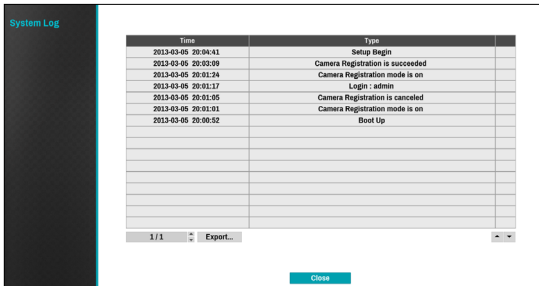 System Log
Time Type
2013-03-05 20:04:41 Setup Begin
2013-03-05 20:03:09 Camera Registration is succeeded
2013-03-05 20:01:24 Camera Registration mode is on
2013-03-05 20:01:17 Login : admin
2013-03-05 20:01:05 Camera Registration is canceled
2013-03-05 20:01:01 Camera Registration mode is on
2013-03-05 20:00:52 Boot Up
1 / 1 Export...
Close